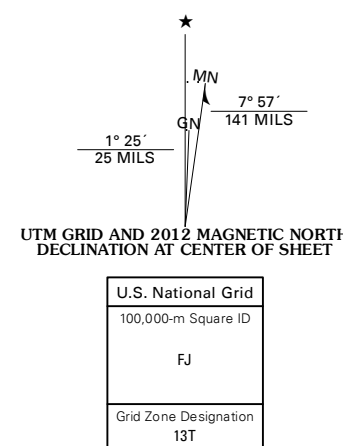 ★
MN
7° 57´
141 MILS
GN
1° 25´
25 MILS
UTM GRID AND 2012 MAGNETIC NORTH
DECLINATION AT CENTER OF SHEET
U.S. National Grid
100,000-m Square ID
FJ
Grid Zone Designation
13T